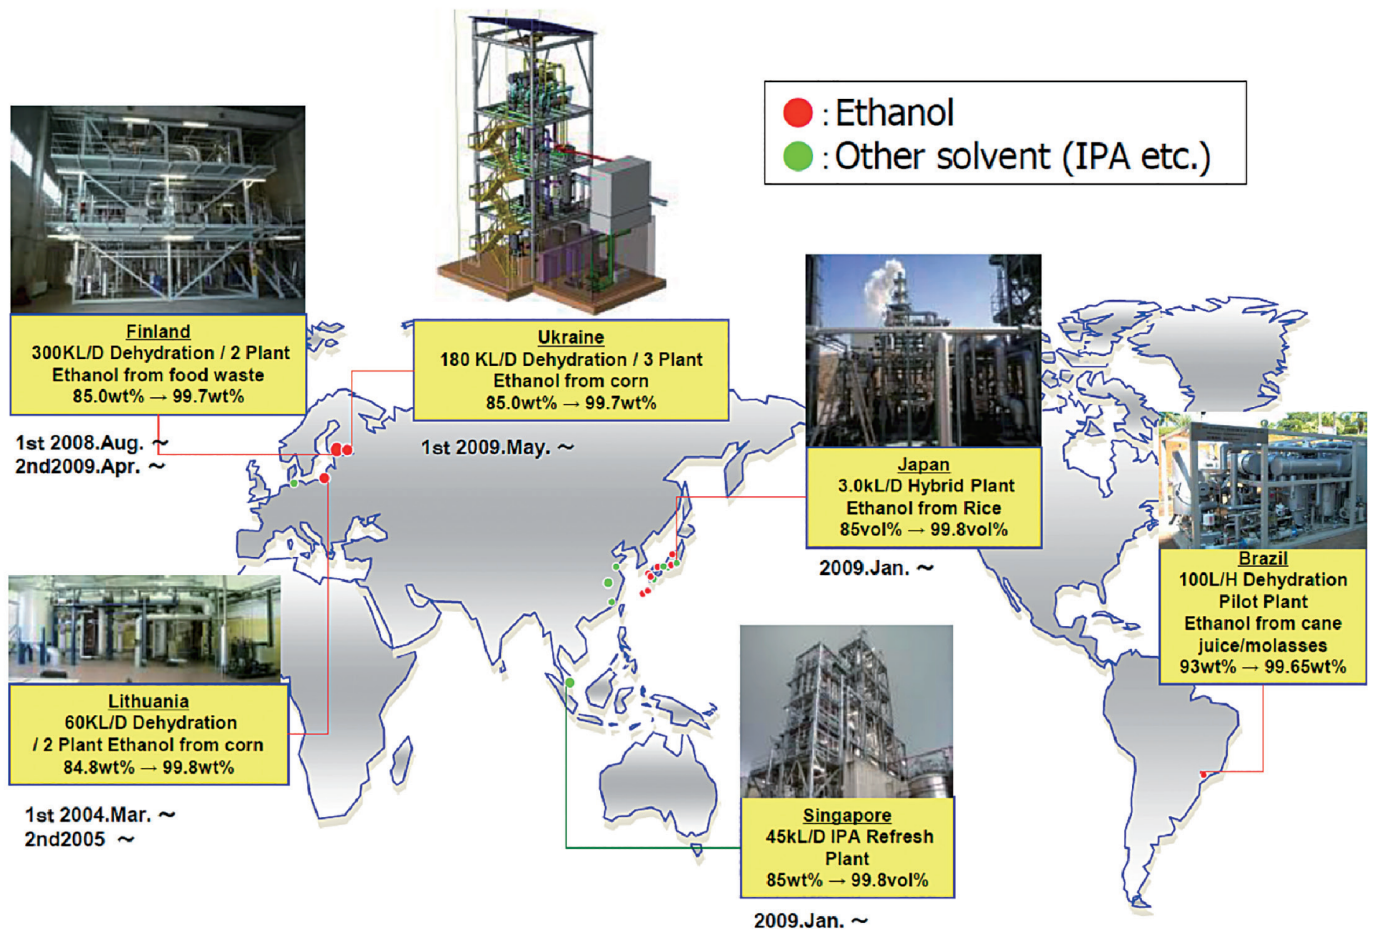 : Ethanol
: Other solvent (IPA etc.)
Finland
300KL/D Dehydration / 2 Plant
Ethanol from food waste
85.0wt% → 99.7wt%
1st 2008.Aug. ~
2nd2009.Apr. ~
Ukraine
180 KL/D Dehydration / 3 Plant
Ethanol from corn
85.0wt% → 99.7wt%
1st 2009.May. ~
Japan
3.0kL/D Hybrid Plant
Ethanol from Rice
85vol% → 99.8vol%
2009.Jan. ~
Brazil
100L/H Dehydration
Pilot Plant
Ethanol from cane
juice/molasses
93wt% → 99.65wt%
Lithuania
60KL/D Dehydration
/ 2 Plant Ethanol from corn
84.8wt% → 99.8wt%
1st 2004.Mar. ~
2nd2005 ~
Singapore
45kL/D IPA Refresh
Plant
85wt% → 99.8vol%
2009.Jan. ~